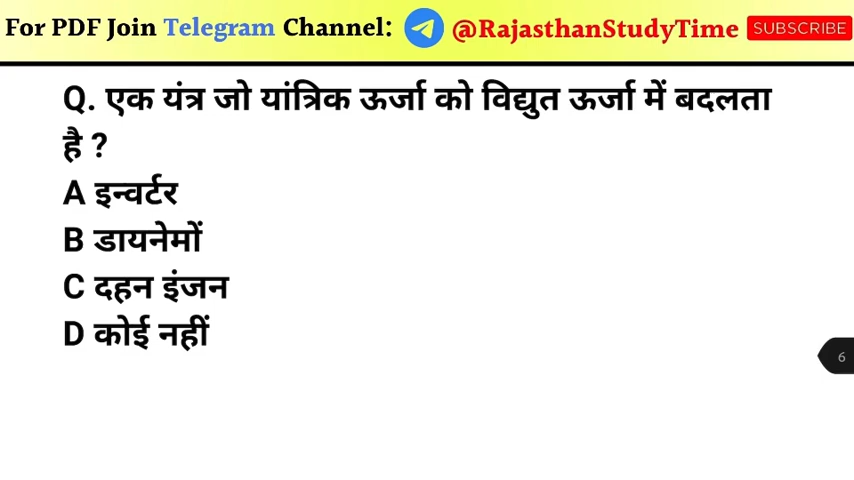 For PDF Join Telegram Channel: @RajasthanStudyTime SUBSCRIBE
Q. एक यंत्र जो यांत्रिक ऊर्जा को विद्युत ऊर्जा में बदलता
है ?
A इन्वर्टर
B डायनेमों
C दहन इंजन
D कोई नहीं
6